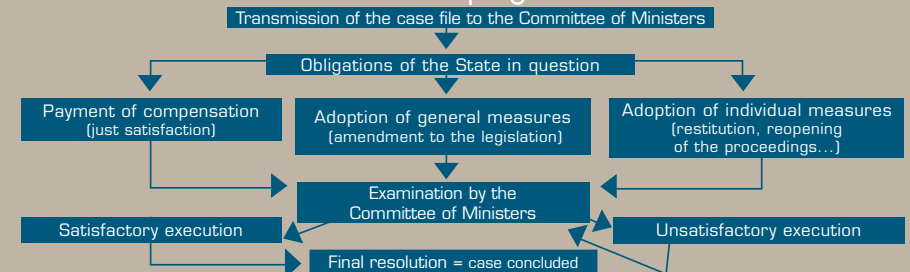 Transmission of the case file to the Committee of Ministers
Obligations of the State in question
Payment of compensation
(just satisfaction)
Adoption of general measures
(amendment to the legislation)
Adoption of individual measures
(restitution, reopening
of the proceedings...)
Examination by the
Committee of Ministers
Satisfactory execution
Unsatisfactory execution
Final resolution = case concluded